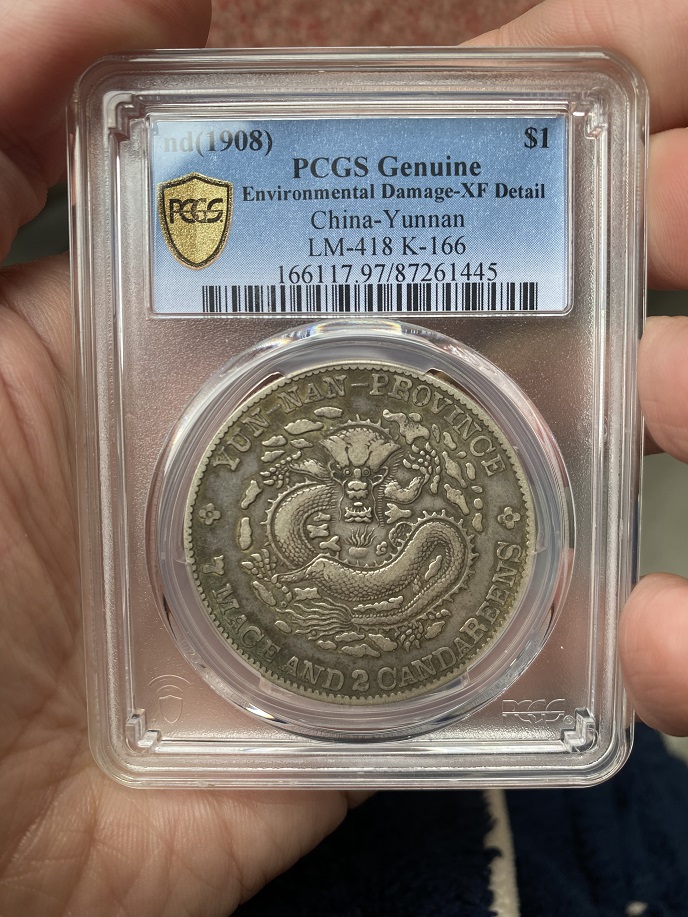 nd(1908) $1
PCGS Genuine
Environmental Damage-XF Detail
PCGS
China-Yunnan
LM-418 K-166
166117.97/87261445
YUN-NAN-PROVINCE
7 MACE AND 2 CANDAREENS
PCGS